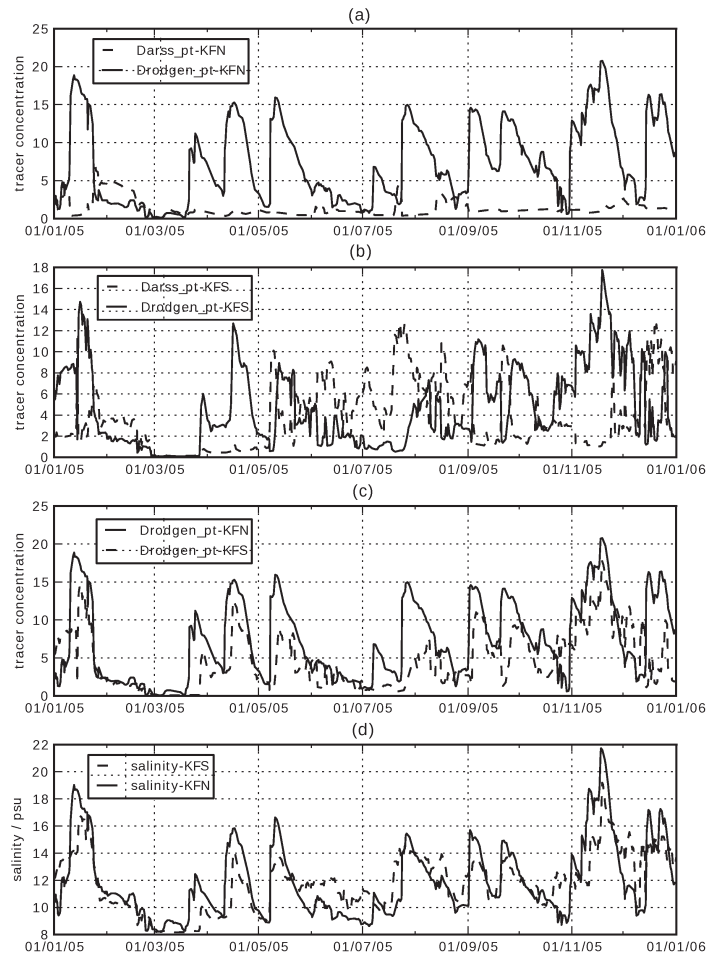 (a)
25
20
15
10
5
0
tracer concentration
Darss_pt-KFN
Drodgen_pt-KFN
01/01/05 01/03/05 01/05/05 01/07/05 01/09/05 01/11/05 01/01/06
(b)
18
16
14
12
10
8
6
4
2
0
tracer concentration
Darss_pt-KFS
Drodgen_pt-KFS
01/01/05 01/03/05 01/05/05 01/07/05 01/09/05 01/11/05 01/01/06
(c)
25
20
15
10
5
0
tracer concentration
Drodgen_pt-KFN
Drodgen_pt-KFS
01/01/05 01/03/05 01/05/05 01/07/05 01/09/05 01/11/05 01/01/06
(d)
22
20
18
16
14
12
10
8
salinity / psu
salinity-KFS
salinity-KFN
01/01/05 01/03/05 01/05/05 01/07/05 01/09/05 01/11/05 01/01/06